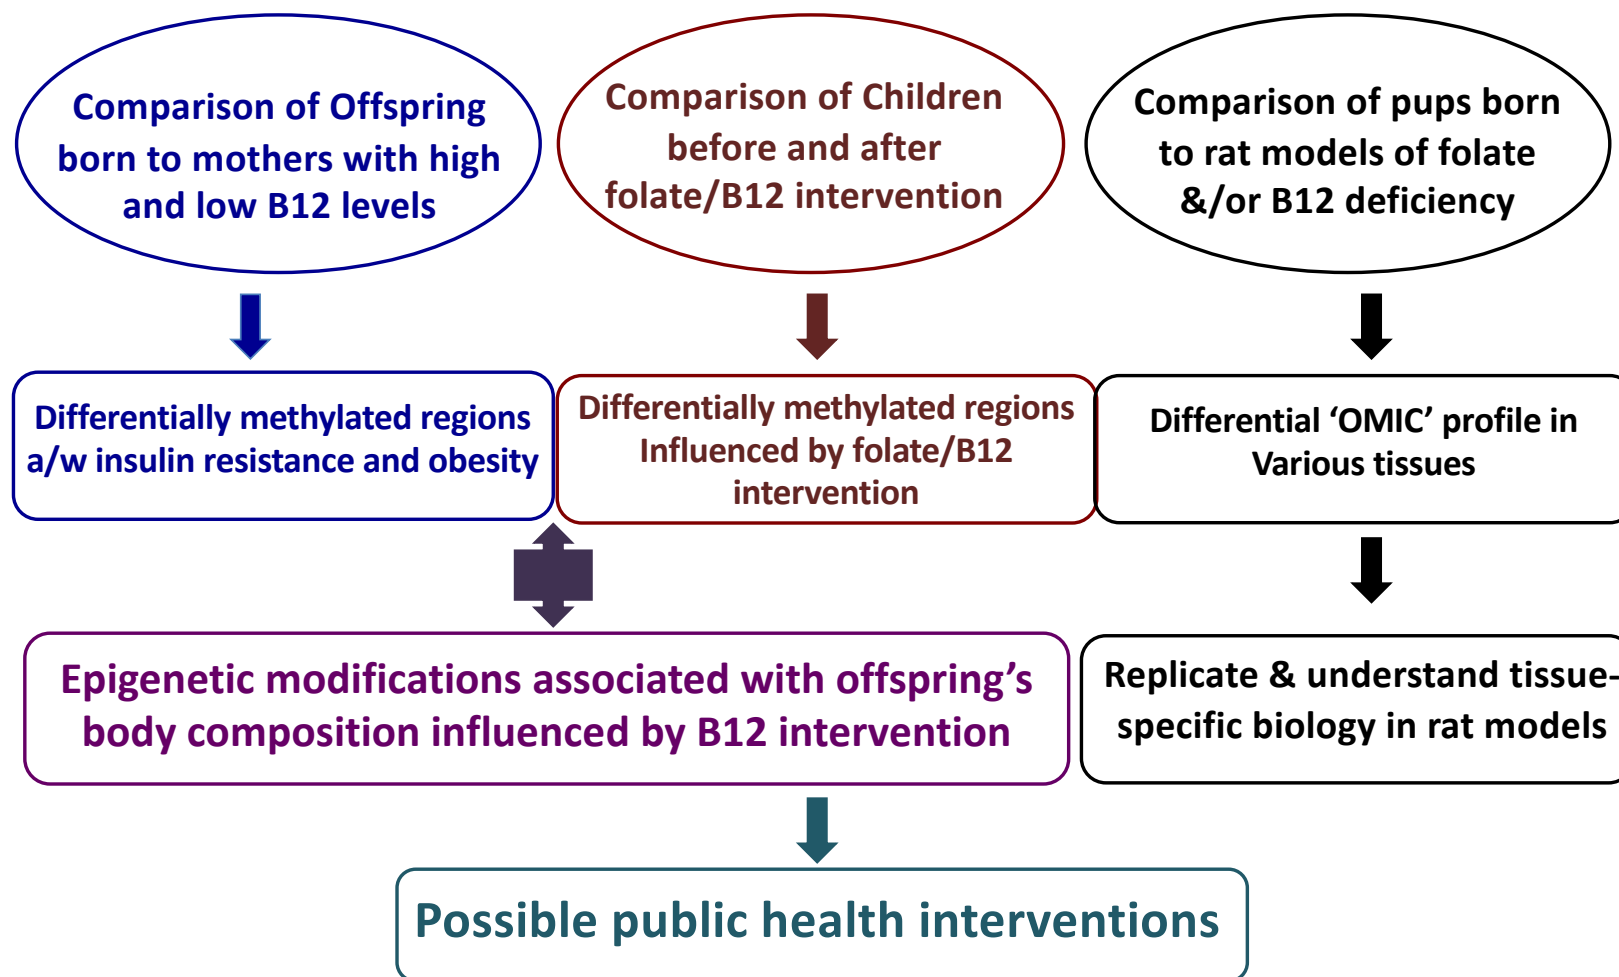 Comparison of Offspring
born to mothers with high
and low B12 levels
Comparison of Children
before and after
folate/B12 intervention
Comparison of pups born
to rat models of folate
&/or B12 deficiency
Differentially methylated regions
a/w insulin resistance and obesity
Differentially methylated regions
Influenced by folate/B12
intervention
Differential ‘OMIC’ profile in
Various tissues
Epigenetic modifications associated with offspring’s
body composition influenced by B12 intervention
Replicate & understand tissue-
specific biology in rat models
Possible public health interventions